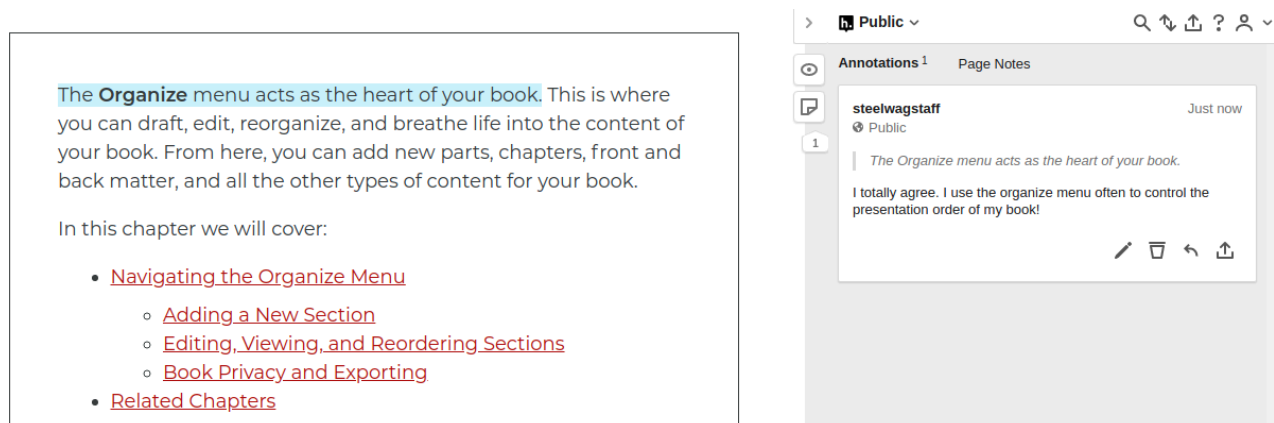 The Organize menu acts as the heart of your book. This is where
you can draft, edit, reorganize, and breathe life into the content of
your book. From here, you can add new parts, chapters, front and
back matter, and all the other types of content for your book.
In this chapter we will cover:
Navigating the Organize Menu
Adding a New Section
Editing, Viewing, and Reordering Sections
Book Privacy and Exporting
Related Chapters
h. Public
Annotations 1 Page Notes
1
steelwagstaff Just now
Public
The Organize menu acts as the heart of your book.
I totally agree. I use the organize menu often to control the
presentation order of my book!